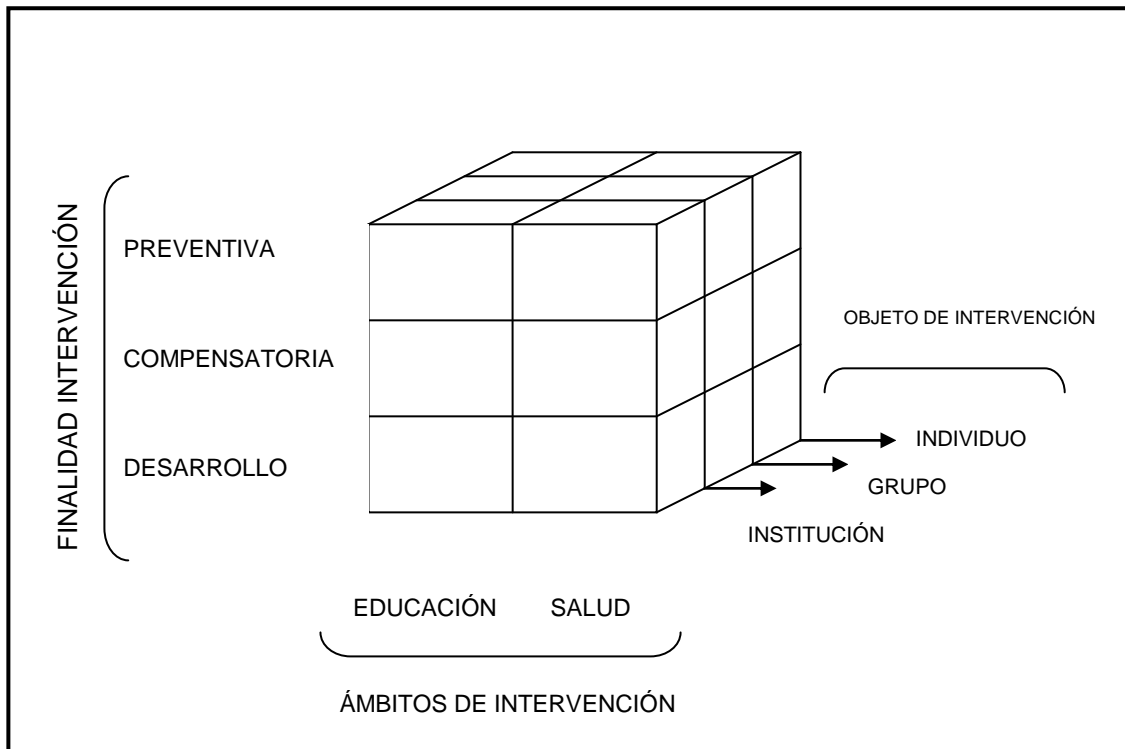 FINALIDAD INTERVENCIÓN
PREVENTIVA
COMPENSATORIA
DESARROLLO
OBJETO DE INTERVENCIÓN
INDIVIDUO
GRUPO
INSTITUCIÓN
EDUCACIÓN SALUD
ÁMBITOS DE INTERVENCIÓN